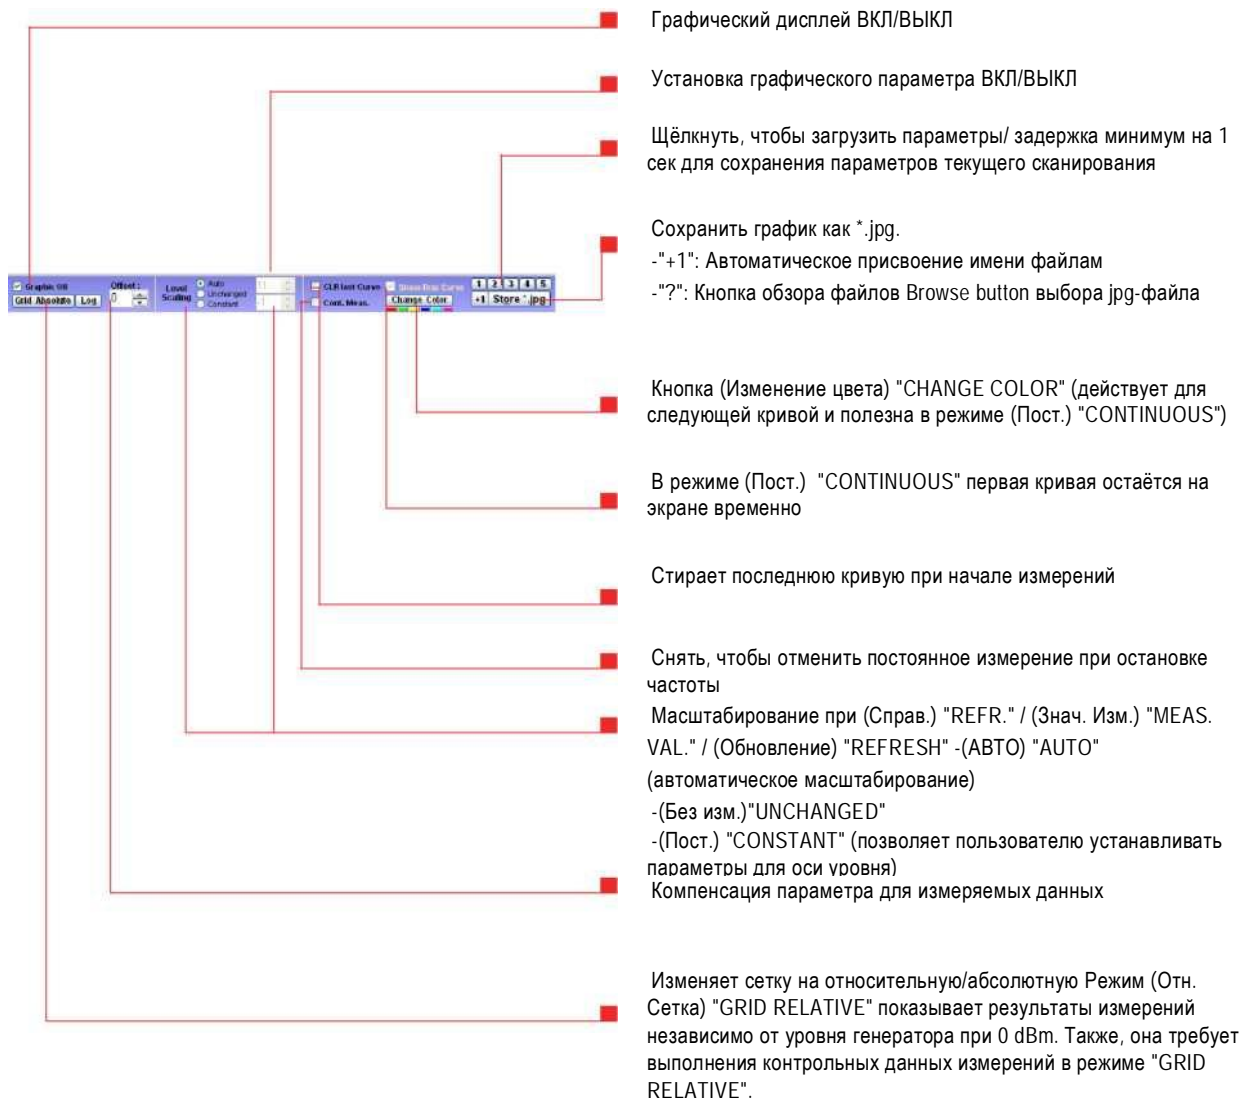 Графический дисплей ВКЛ/ВЫКЛ
Установка графического параметра ВКЛ/ВЫКЛ
Щёлкнуть, чтобы загрузить параметры/ задержка минимум на 1
сек для сохранения параметров текущего сканирования
Сохранить график как *.jpg.
-"+1": Автоматическое присвоение имени файлам
-"?": Кнопка обзора файлов Browse button выбора jpg-файла
Graphic
Grid Absolute Log
Offset :
0
Level
Scaling
Auto
Unchanged
Constant
CLR last Curve
Cont. Meas.
Curve
Change Color
1 2 3 4 5
+1 Store *.jpg
Кнопка (Изменение цвета) "CHANGE COLOR" (действует для
следующей кривой и полезна в режиме (Пост.) "CONTINUOUS")
В режиме (Пост.) "CONTINUOUS" первая кривая остаётся на
экране временно
Стирает последнюю кривую при начале измерений
Снять, чтобы отменить постоянное измерение при остановке
частоты
Масштабирование при (Справ.) "REFR." / (Знач. Изм.) "MEAS.
VAL." / (Обновление) "REFRESH" -(АВТО) "AUTO"
(автоматическое масштабирование)
-(Без изм.)"UNCHANGED"
-(Пост.) "CONSTANT" (позволяет пользователю устанавливать
параметры для оси уровня)
Компенсация параметра для измеряемых данных
Изменяет сетку на относительную/абсолютную Режим (Отн.
Сетка) "GRID RELATIVE" показывает результаты измерений
независимо от уровня генератора при 0 dBm. Также, она требует
выполнения контрольных данных измерений в режиме "GRID
RELATIVE".